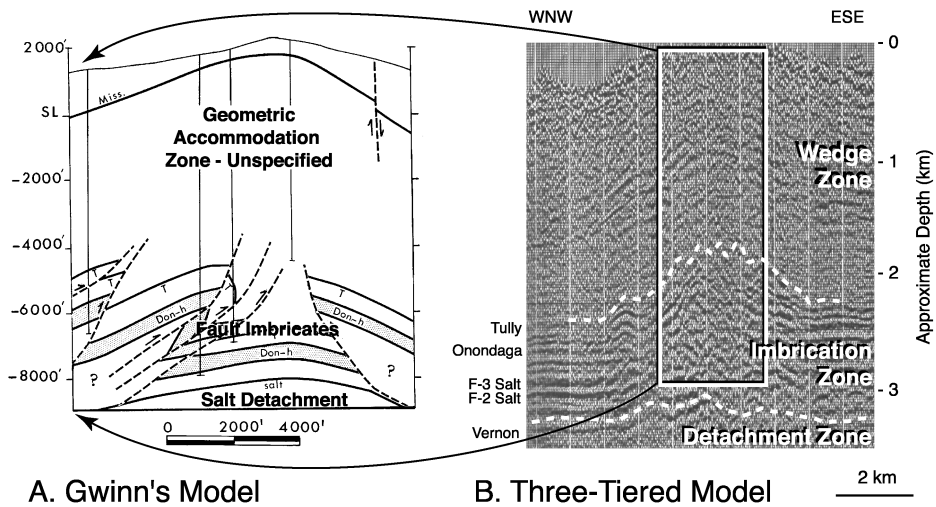 WNW
ESE
2000'
SL
-2000'
-4000'
-6000'
-8000'
Miss.
Geometric
Accommodation
Zone - Unspecified
T
T
T
T
Don-h
Don-h
Fault Imbricates
Don-h
?
?
salt
Salt Detachment
0 2000' 4000'
A. Gwinn's Model
Tully
Onondaga
F-3 Salt
F-2 Salt
Vernon
Wedge
Zone
Imbrication
Zone
Detachment Zone
0
1
2
3
Approximate Depth (km)
B. Three-Tiered Model
2 km